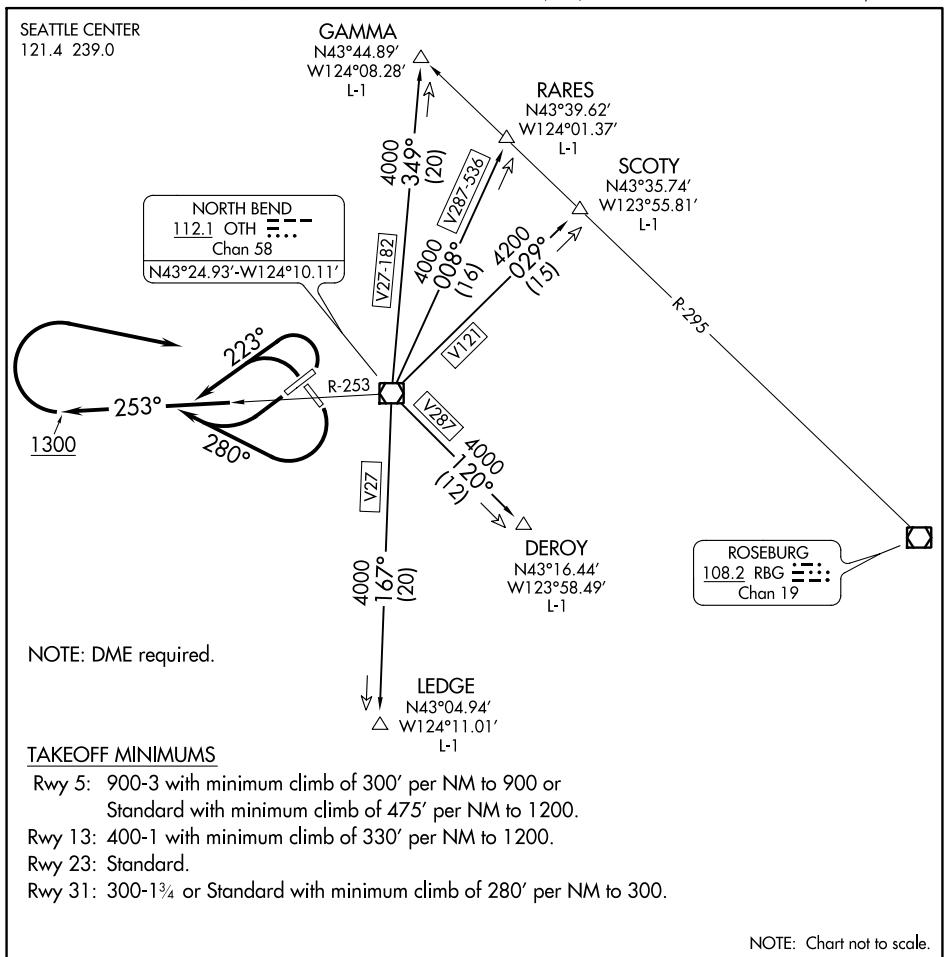 SEATTLE CENTER
121.4 239.0
GAMMA
N43°44.89'
W124°08.28'
L-1
RARES
N43°39.62'
W124°01.37'
L-1
SCOTY
N43°35.74'
W123°55.81'
L-1
NORTH BEND
112.1 OTH
Chan 58
N43°24.93'-W124°10.11'
4000
349°
(20)
V27-182
V287-536
4000
008°
(16)
4200
029°
(15)
V121
R-295
223°
R-253
253°
1300
280°
V287
4000
120°
(12)
V27
4000
167°
(20)
DEROY
N43°16.44'
W123°58.49'
L-1
ROSEBURG
108.2 RBG
Chan 19
NOTE: DME required.
LEDGE
N43°04.94'
W124°11.01'
L-1
TAKEOFF MINIMUMS
Rwy 5: 900-3 with minimum climb of 300' per NM to 900 or
Standard with minimum climb of 475' per NM to 1200.
Rwy 13: 400-1 with minimum climb of 330' per NM to 1200.
Rwy 23: Standard.
Rwy 31: 300-1¾ or Standard with minimum climb of 280' per NM to 300.
NOTE: Chart not to scale.